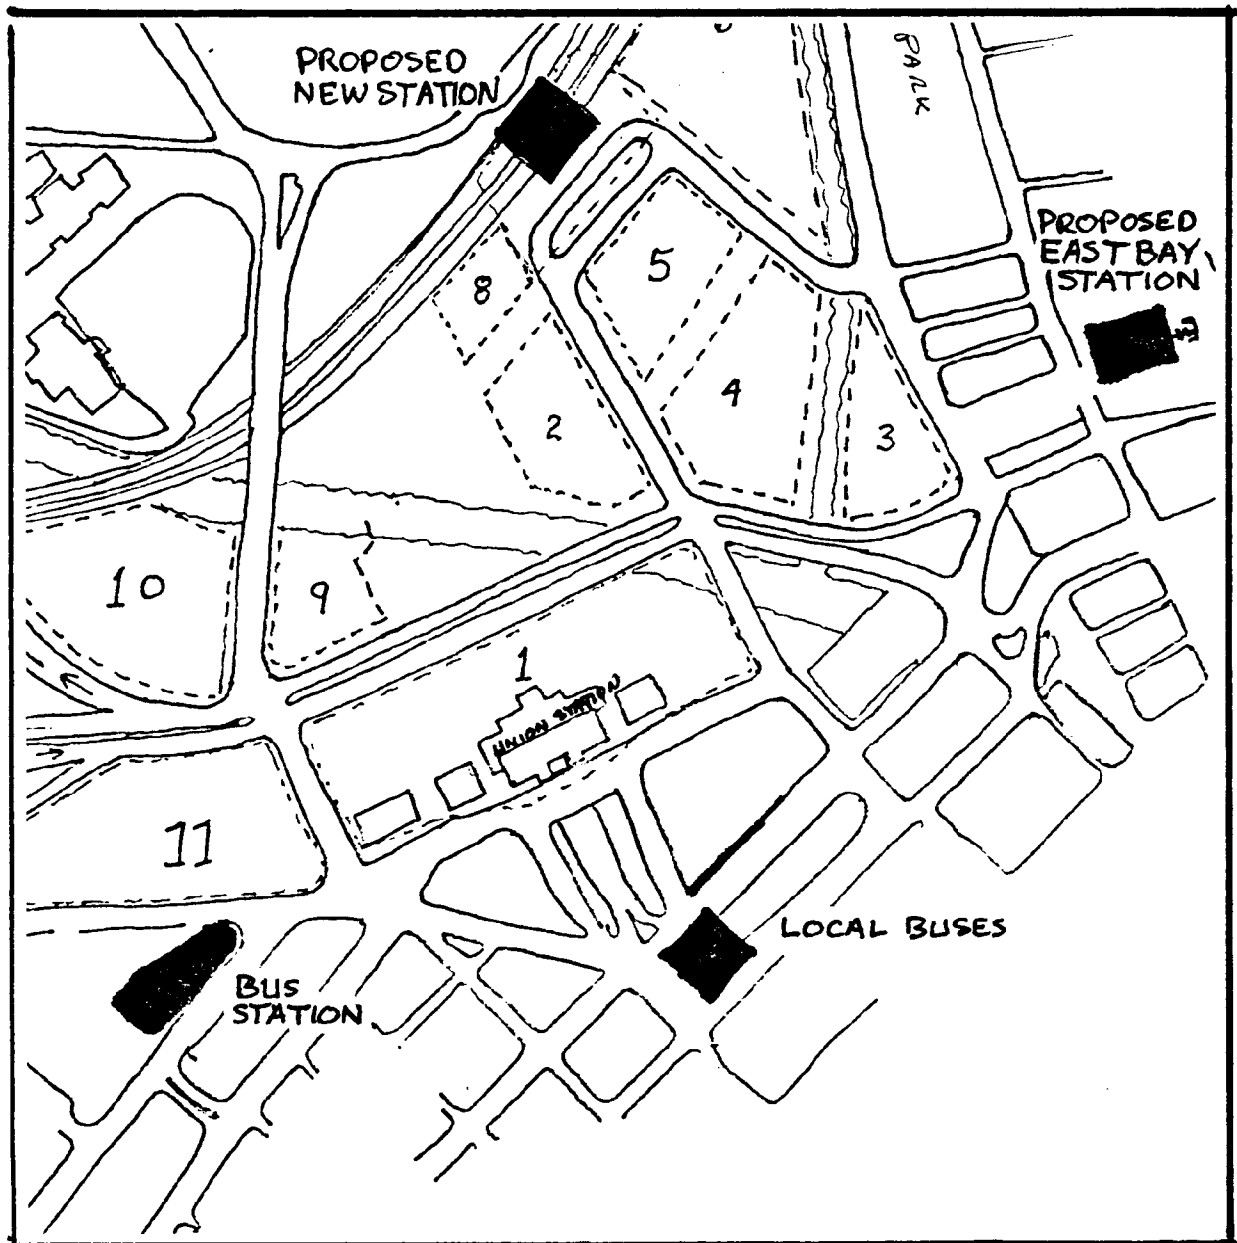 PROPOSED
NEW STATION
PARK
PROPOSED
EAST BAY
STATION
5
8
4
2
3
10
9
1
UNION STATION
11
LOCAL BUSES
BUS
STATION